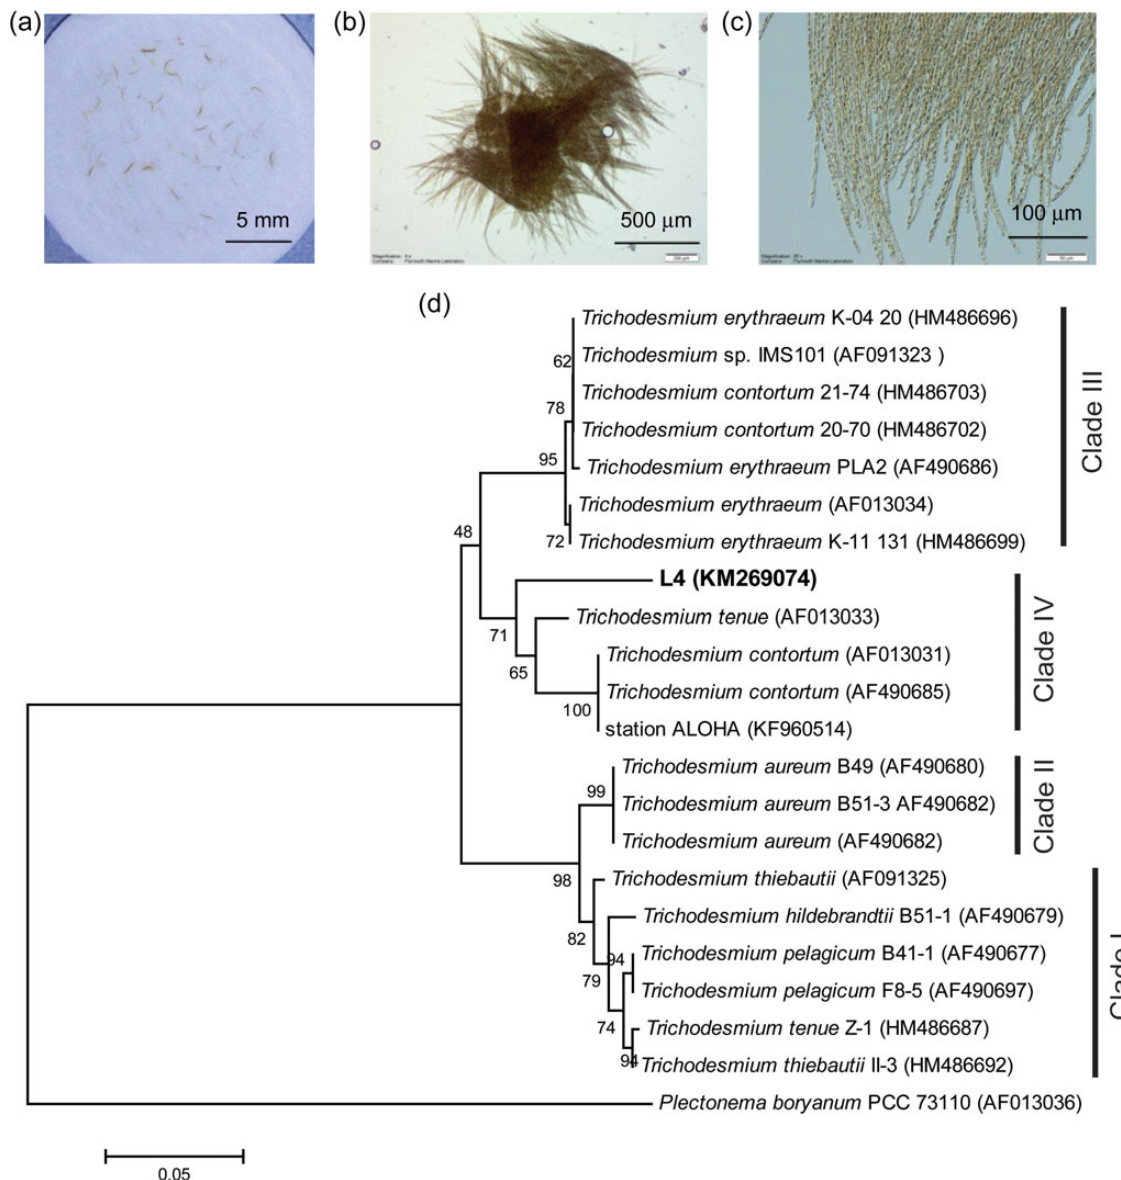 (a)
5 mm
(b)
500 μm
(c)
100 μm
(d)
Trichodesmium erythraeum K-04 20 (HM486696)
62
Trichodesmium sp. IMS101 (AF091323 )
Trichodesmium contortum 21-74 (HM486703)
78
Trichodesmium contortum 20-70 (HM486702)
95
Trichodesmium erythraeum PLA2 (AF490686)
Trichodesmium erythraeum (AF013034)
72
Trichodesmium erythraeum K-11 131 (HM486699)
Clade III
48
L4 (KM269074)
Trichodesmium tenue (AF013033)
71
Trichodesmium contortum (AF013031)
65
Trichodesmium contortum (AF490685)
100
station ALOHA (KF960514)
Clade IV
Trichodesmium aureum B49 (AF490680)
99
Trichodesmium aureum B51-3 AF490682)
Trichodesmium aureum (AF490682)
Clade II
98
Trichodesmium thiebautii (AF091325)
Trichodesmium hildebrandtii B51-1 (AF490679)
82
94
Trichodesmium pelagicum B41-1 (AF490677)
79
Trichodesmium pelagicum F8-5 (AF490697)
74
Trichodesmium tenue Z-1 (HM486687)
94
Trichodesmium thiebautii II-3 (HM486692)
Clade I
Plectonema boryanum PCC 73110 (AF013036)
0.05